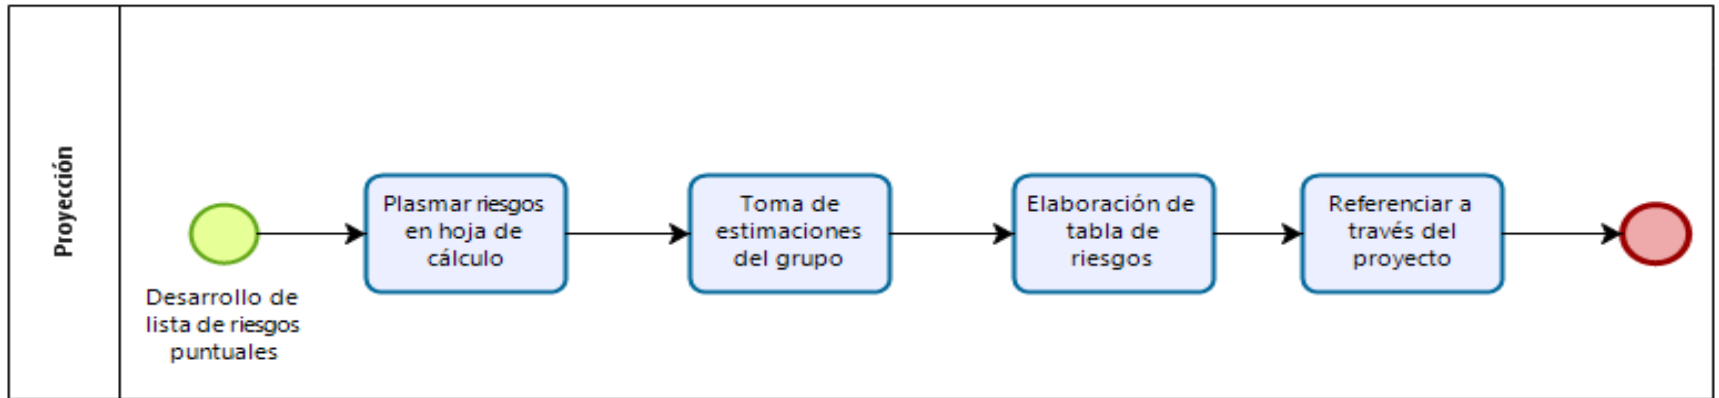 Proyección
Desarrollo de
lista de riesgos
puntuales
Plasmar riesgos
en hoja de
cálculo
Toma de
estimaciones
del grupo
Elaboración de
tabla de
riesgos
Referenciar a
través del
proyecto